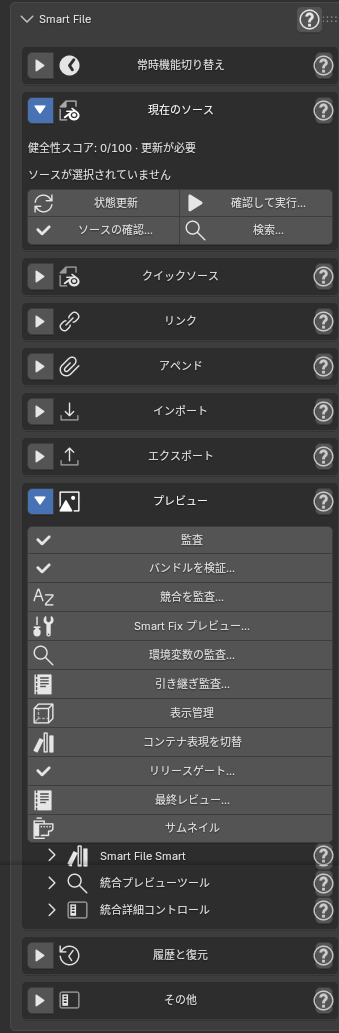 Smart File
常時機能切り替え
現在のソース
健全性スコア: 0/100 · 更新が必要
ソースが選択されていません
状態更新
確認して実行...
ソースの確認...
検索...
クイックソース
リンク
アペンド
インポート
エクスポート
プレビュー
監査
バンドルを検証...
競合を監査...
Smart Fix プレビュー...
環境変数の監査...
引き継ぎ監査...
表示管理
コンテナ表現を切替
リリースゲート...
最終レビュー...
サムネイル
Smart File Smart
統合プレビューツール
統合詳細コントロール
履歴と復元
その他